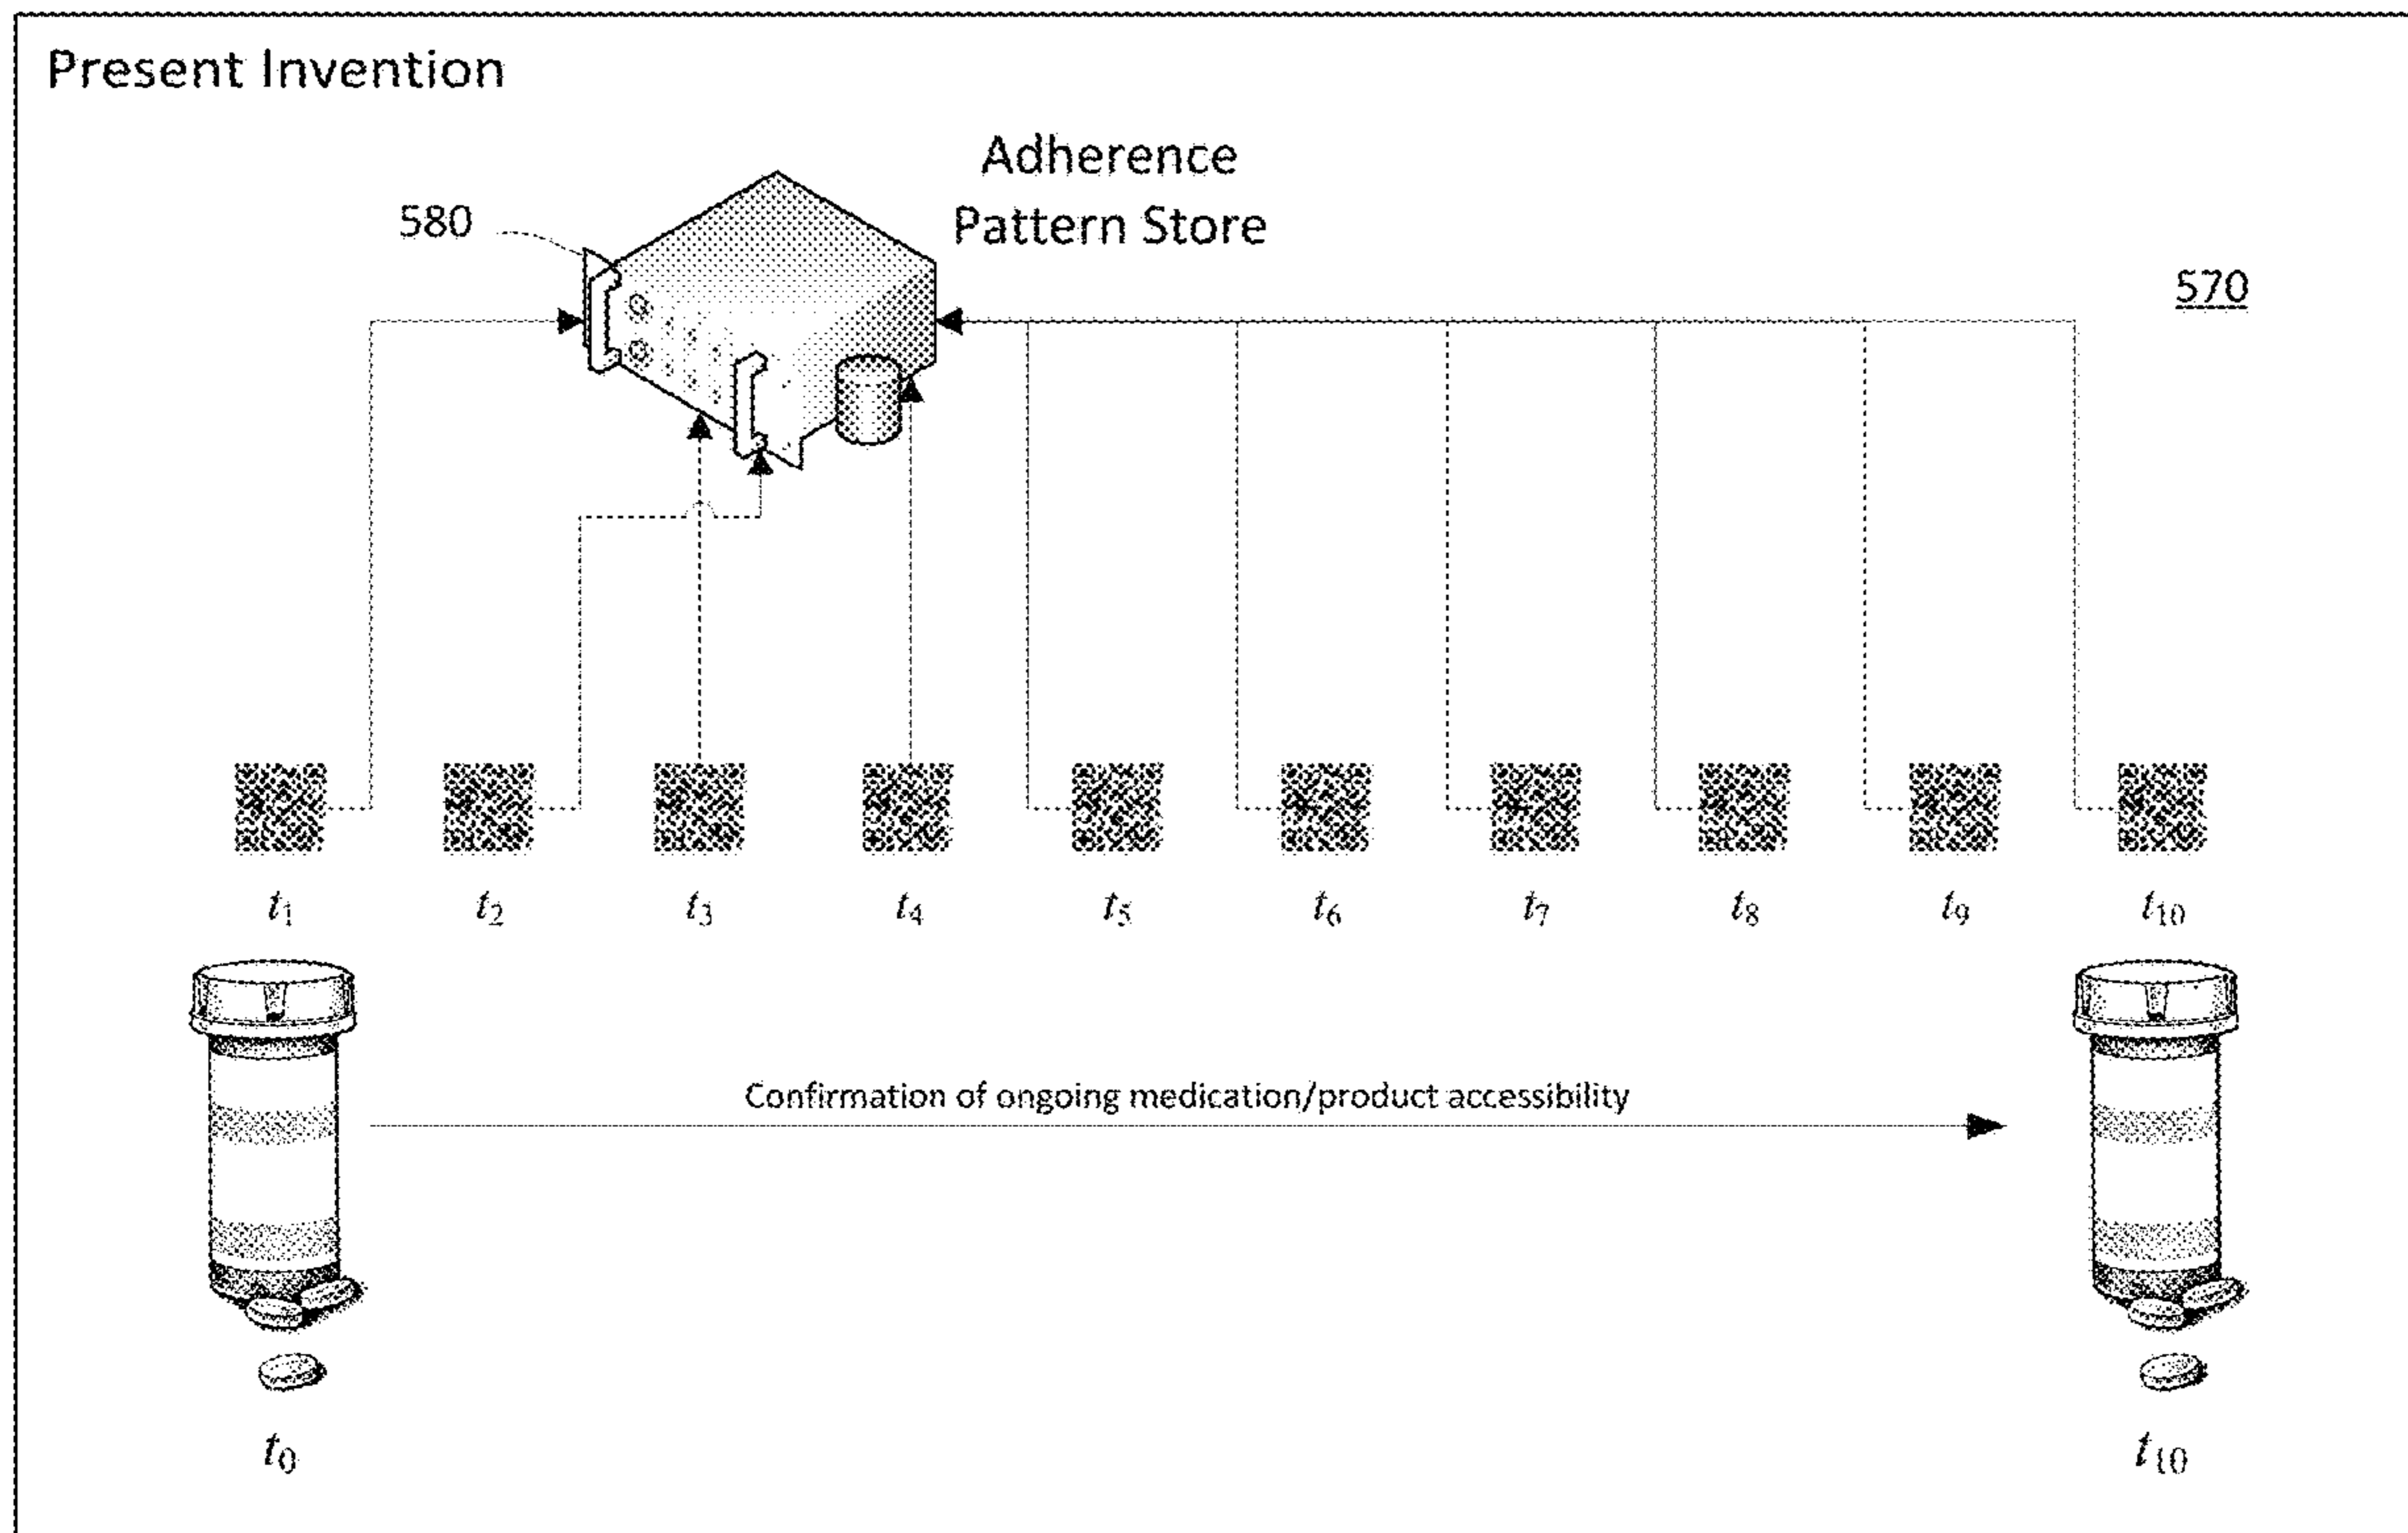 Present Invention
Adherence
Pattern Store
580
570
t1 t2 t3 t4 t5 t6 t7 t8 t9 t10
Confirmation of ongoing medication/product accessibility
t0 t10